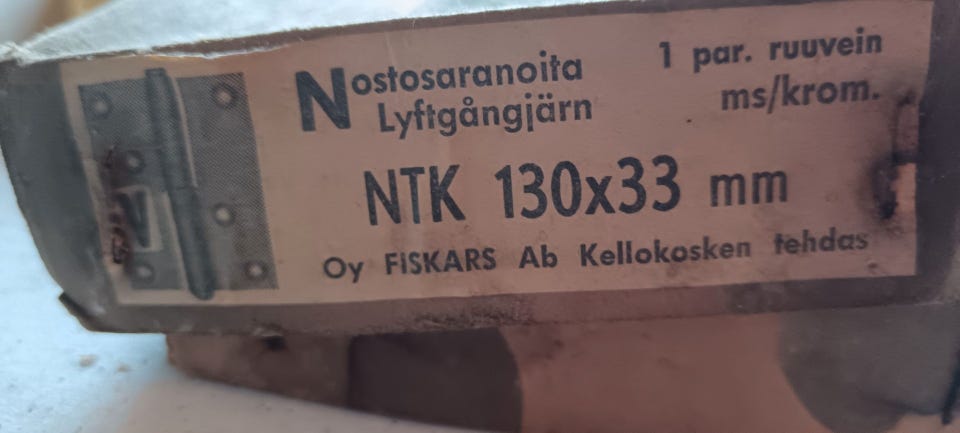 Nostosaranoita
Lyftgångjärn
1 par. ruuvein
ms/krom.
NTK 130x33 mm
Oy FISKARS Ab Kellokosken tehdas
N